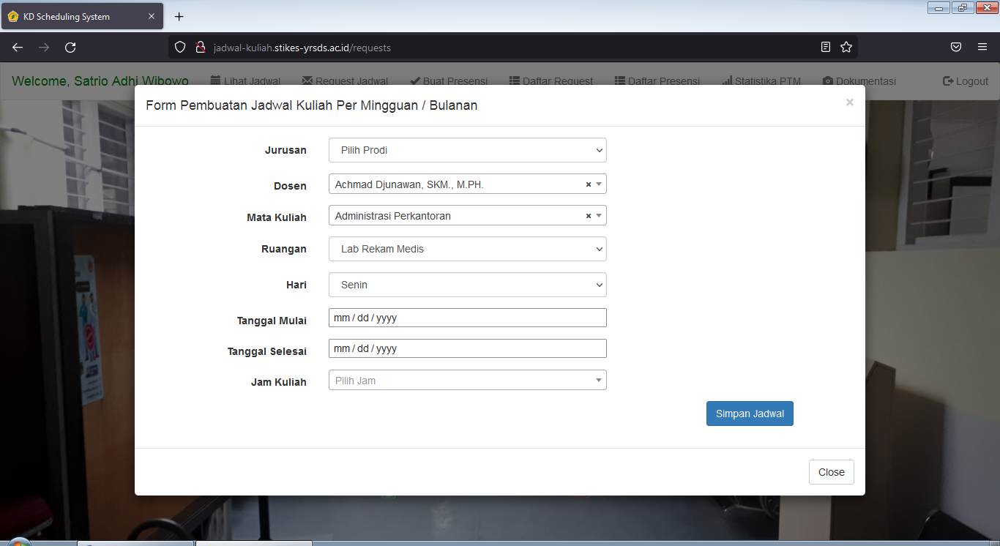 KD Scheduling System
jadwal-kuliah.stikes-yrsds.ac.id/requests
Welcome, Satrio Adhi Wibowo Lihat Jadwal Request Jadwal Buat Presensi Daftar Request Daftar Presensi Statistika PTM Dokumentasi Logout
Form Pembuatan Jadwal Kuliah Per Mingguan / Bulanan ×
Jurusan Pilih Prodi
Dosen Achmad Djunawan, SKM., M.PH. ×
Mata Kuliah Administrasi Perkantoran ×
Ruangan Lab Rekam Medis
Hari Senin
Tanggal Mulai mm / dd / yyyy
Tanggal Selesai mm / dd / yyyy
Jam Kuliah Pilih Jam
Simpan Jadwal
Close